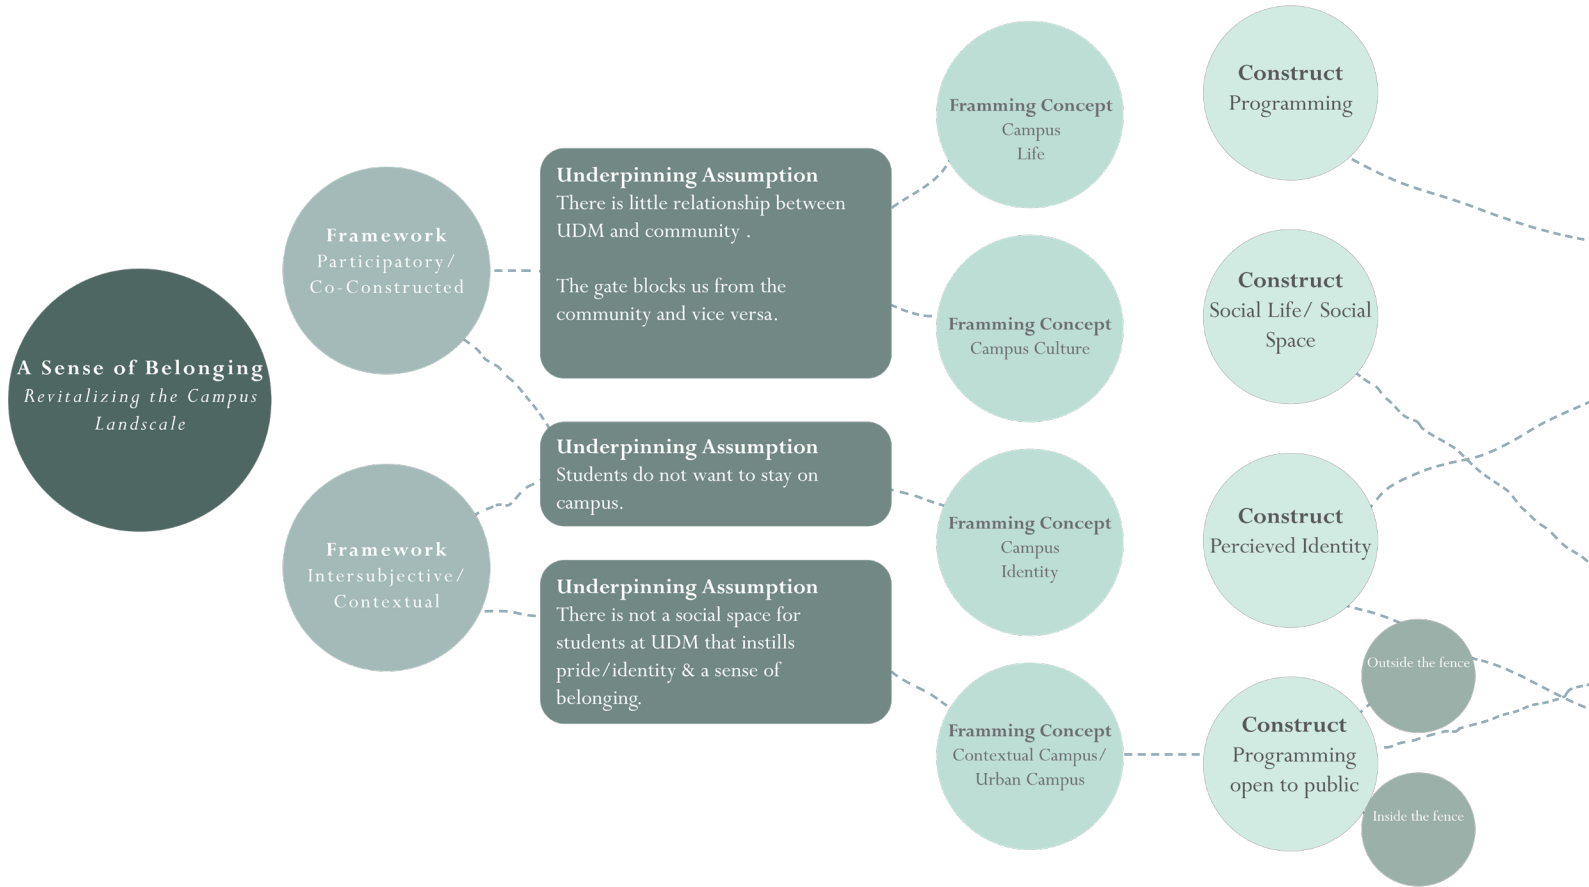 A Sense of Belonging
Revitalizing the Campus
Landscale
Framework
Participatory/
Co-Constructed
Framework
Intersubjective/
Contextual
Underpinning Assumption
There is little relationship between
UDM and community .
The gate blocks us from the
community and vice versa.
Underpinning Assumption
Students do not want to stay on
campus.
Underpinning Assumption
There is not a social space for
students at UDM that instills
pride/identity & a sense of
belonging.
Framming Concept
Campus
Life
Framming Concept
Campus Culture
Framming Concept
Campus
Identity
Framming Concept
Contextual Campus/
Urban Campus
Construct
Programming
Construct
Social Life/ Social
Space
Construct
Percieved Identity
Construct
Programming
open to public
Outside the fence
Inside the fence